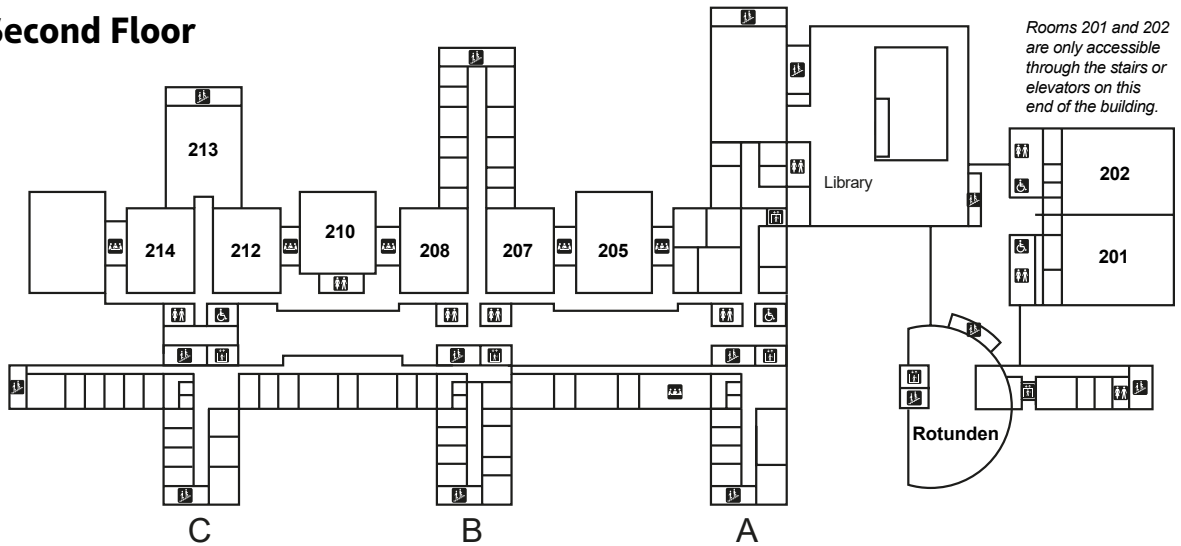 Second Floor
Rooms 201 and 202
are only accessible
through the stairs or
elevators on this
end of the building.
213
202
Library
210
214
212
208
207
205
201
Rotunden
C
B
A